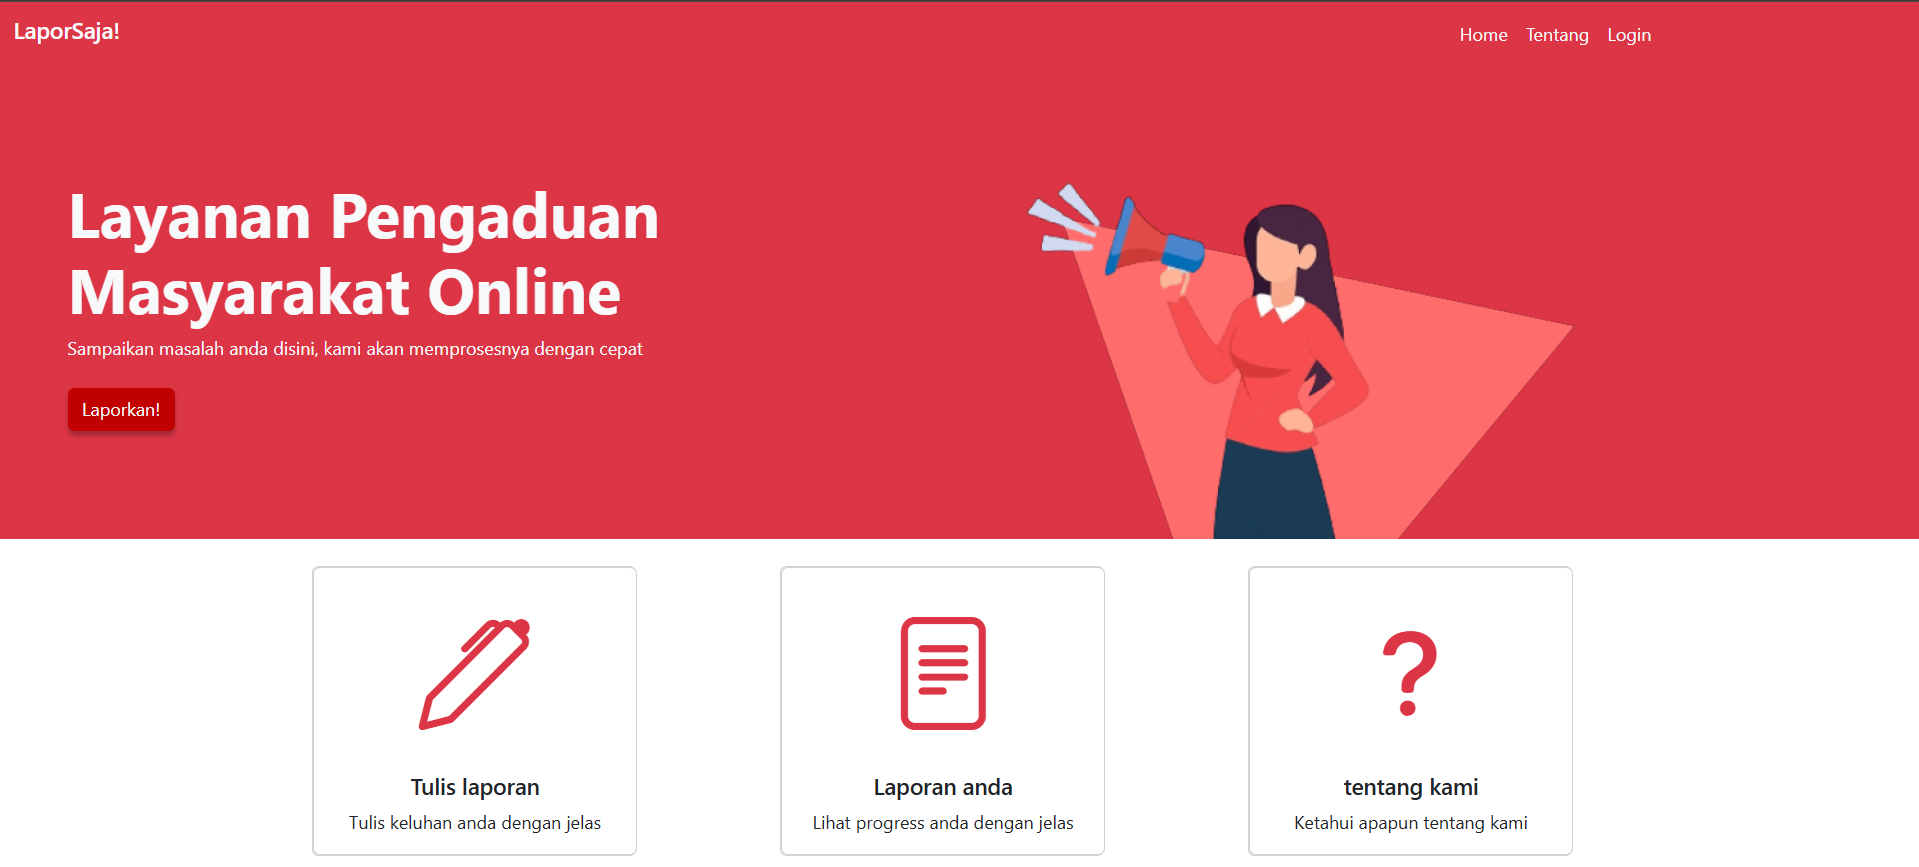 LaporSaja!
Home Tentang Login
Layanan Pengaduan
Masyarakat Online
Sampaikan masalah anda disini, kami akan memprosesnya dengan cepat
Laporkan!
Tulis laporan
Tulis keluhan anda dengan jelas
Laporan anda
Lihat progress anda dengan jelas
tentang kami
Ketahui apapun tentang kami